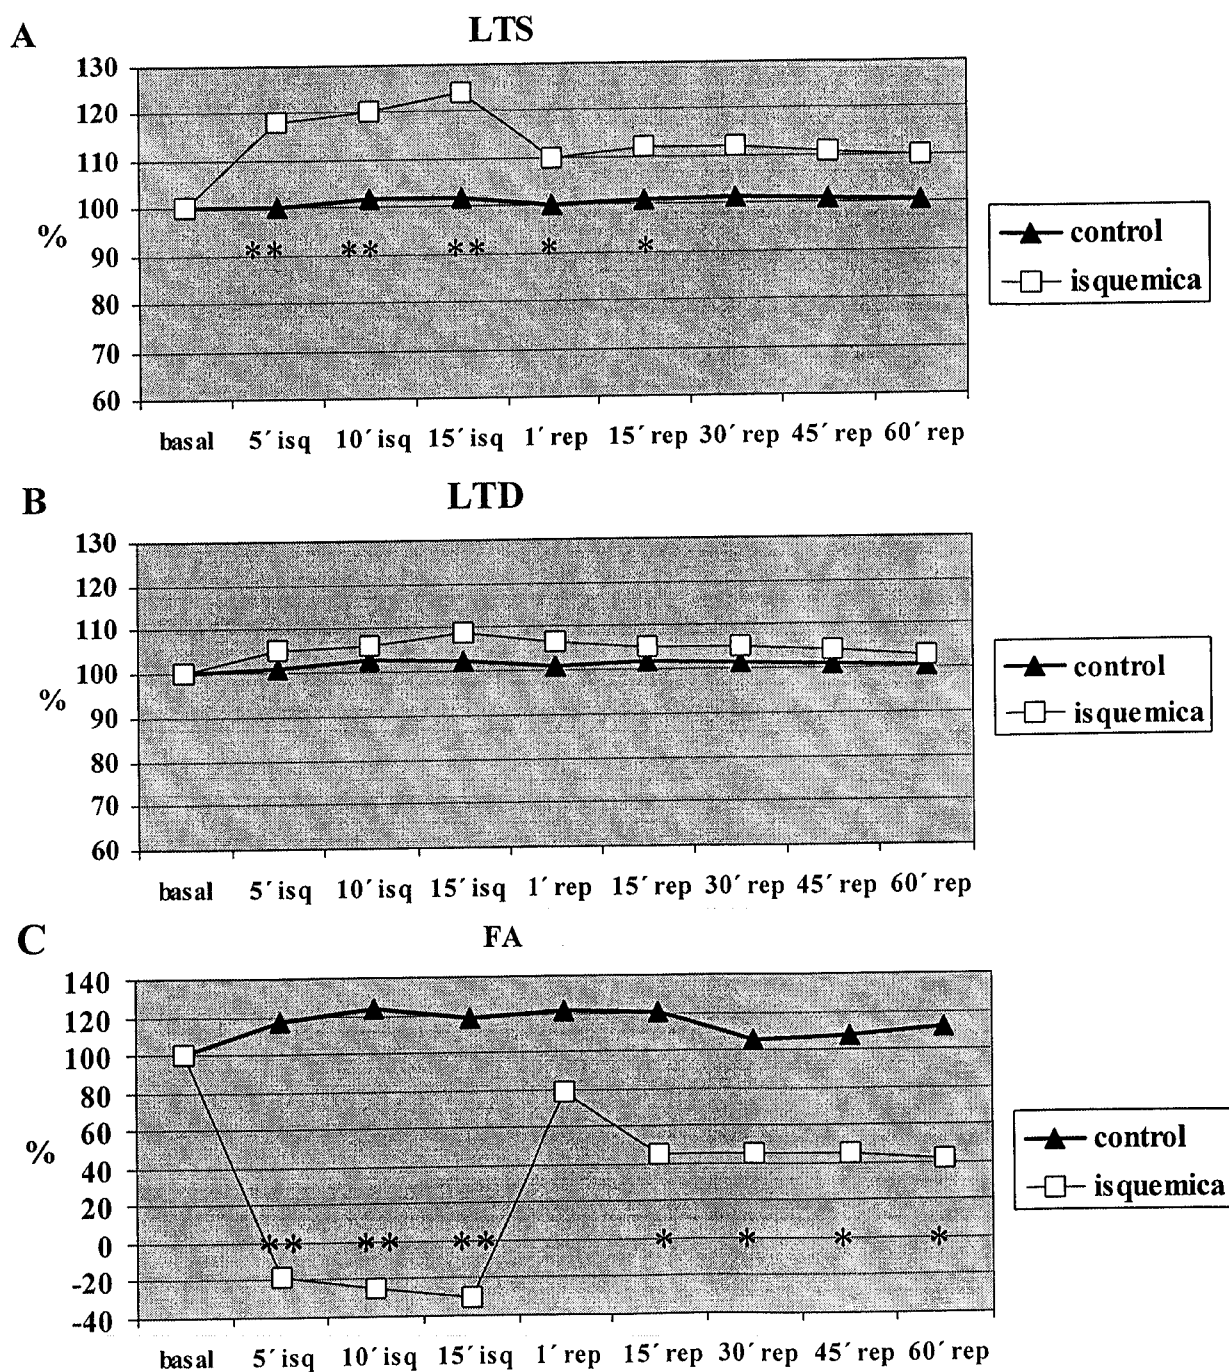 A
LTS
130
120
110
100
90
80
70
60
%
** ** ** * *
basal 5´ isq 10´ isq 15´ isq 1´ rep 15´ rep 30´ rep 45´ rep 60´ rep
control
isquemica
B
LTD
130
120
110
100
90
80
70
60
%
basal 5´ isq 10´ isq 15´ isq 1´ rep 15´ rep 30´ rep 45´ rep 60´ rep
control
isquemica
C
FA
140
120
100
80
60
40
20
0
-20
-40
%
** ** ** * * * *
basal 5´ isq 10´ isq 15´ isq 1´ rep 15´ rep 30´ rep 45´ rep 60´ rep
control
isquemica